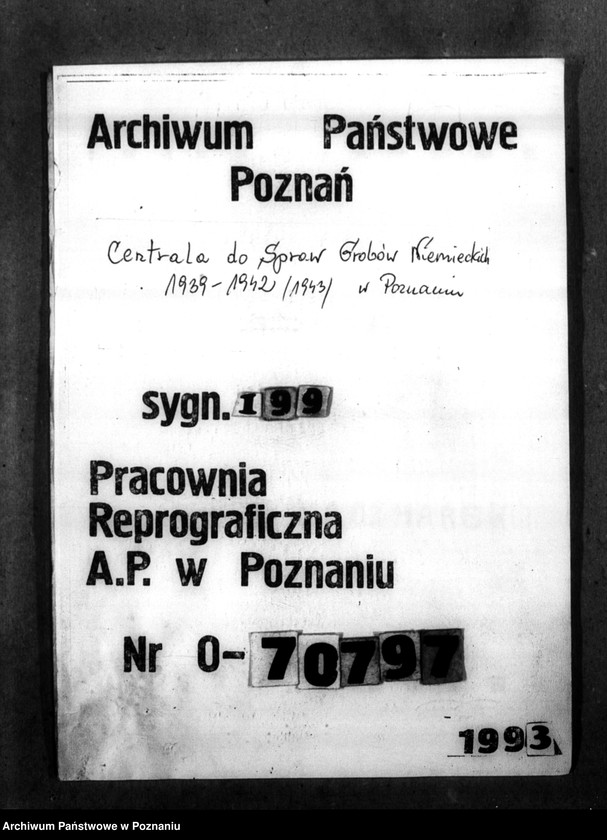 Archiwum Państwowe
Poznań
Centrala do Spraw Grobów Niemieckich
1939-1942 /1943/ w Poznaniu
sygn. 199
Pracownia
Reprograficzna
A.P. w Poznaniu
Nr O-70797
1993
Archiwum Państwowe w Poznaniu